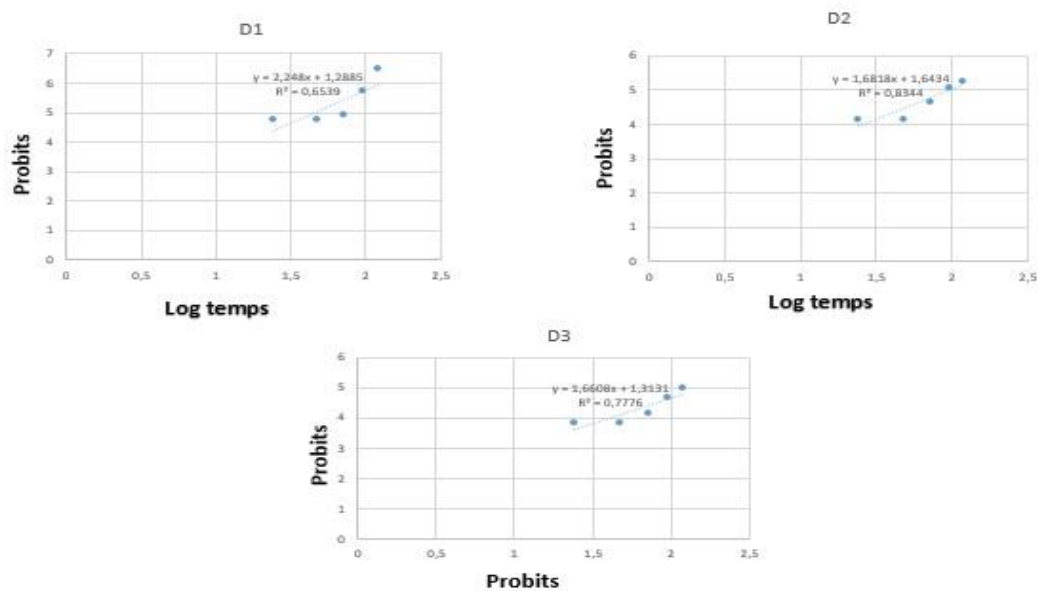 D1
7
6
5
4
3
2
1
0
y = 2,248x + 1,2885
R² = 0,6539
Probits
0 0,5 1 1,5 2 2,5
Log temps
D2
6
5
4
3
2
1
0
y = 1,6818x + 1,6434
R² = 0,8344
Probits
0 0,5 1 1,5 2 2,5
Log temps
D3
6
5
4
3
2
1
0
y = 1,6608x + 1,3131
R² = 0,7776
Probits
0 0,5 1 1,5 2 2,5
Probits